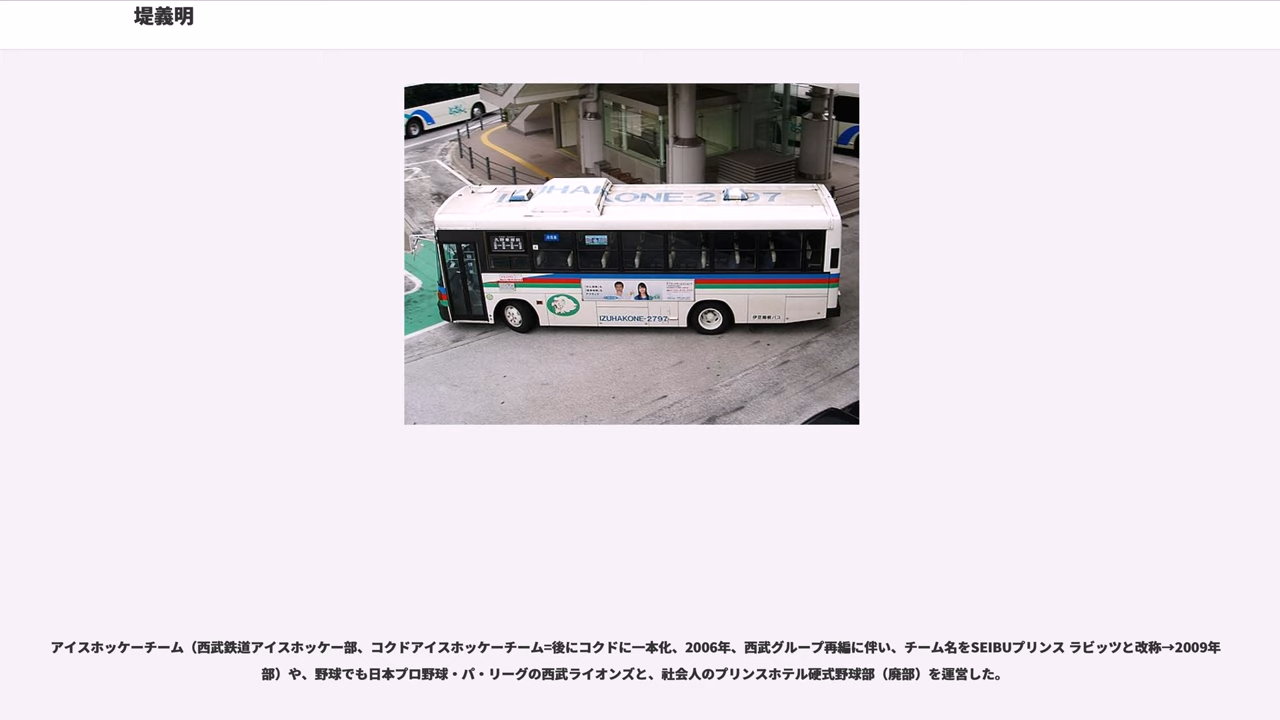 堤義明
IZUHAKONE-2797
IZUHAKONE-2797
伊豆箱根バス
アイスホッケーチーム（西武鉄道アイスホッケー部、コクドアイスホッケーチーム=後にコクドに一本化、2006年、西武グループ再編に伴い、チーム名をSEIBUプリンス ラビッツと改称→2009年
部）や、野球でも日本プロ野球・パ・リーグの西武ライオンズと、社会人のプリンスホテル硬式野球部（廃部）を運営した。